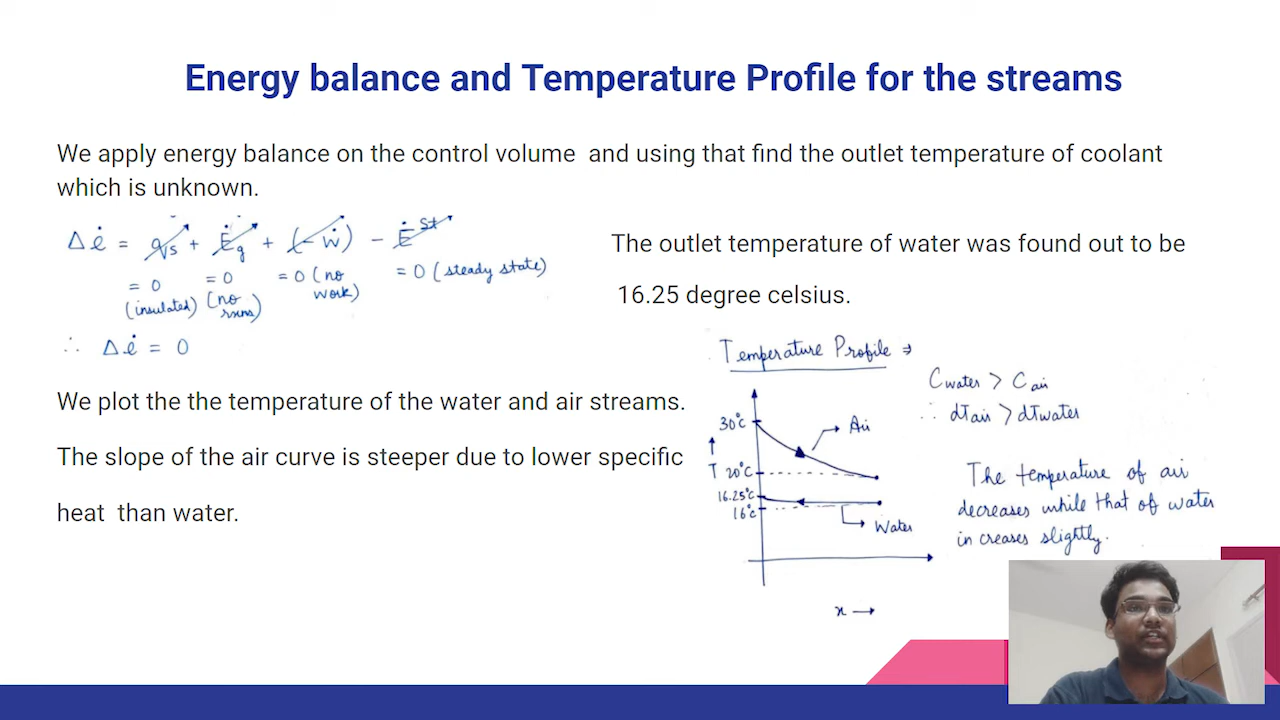 Energy balance and Temperature Profile for the streams
We apply energy balance on the control volume and using that find the outlet temperature of coolant
which is unknown.
Δė = q̇s + Ėg + (-ẇ) - Ėst
= 0 = 0 = 0 (no work) = 0 (steady state)
(insulated) (no rxns)
∴ Δė = 0
The outlet temperature of water was found out to be
16.25 degree celsius.
We plot the the temperature of the water and air streams.
The slope of the air curve is steeper due to lower specific
heat than water.
Temperature Profile ⇒
Cwater > Cair
∴ dTair > dTwater
30°C
Air
T 20°C
16.25°C
16°C
Water
x →
The temperature of air
decreases while that of water
increases slightly.